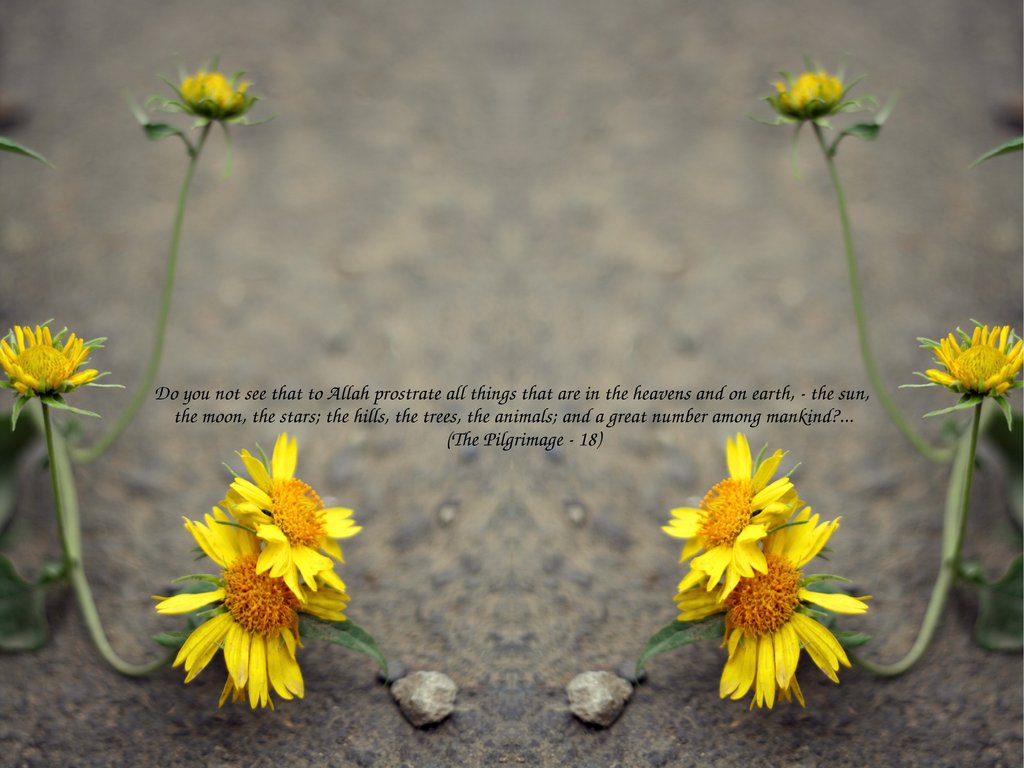 Do you not see that to Allah prostrate all things that are in the heavens and on earth, - the sun,
the moon, the stars; the hills, the trees, the animals; and a great number among mankind?...
(The Pilgrimage - 18)